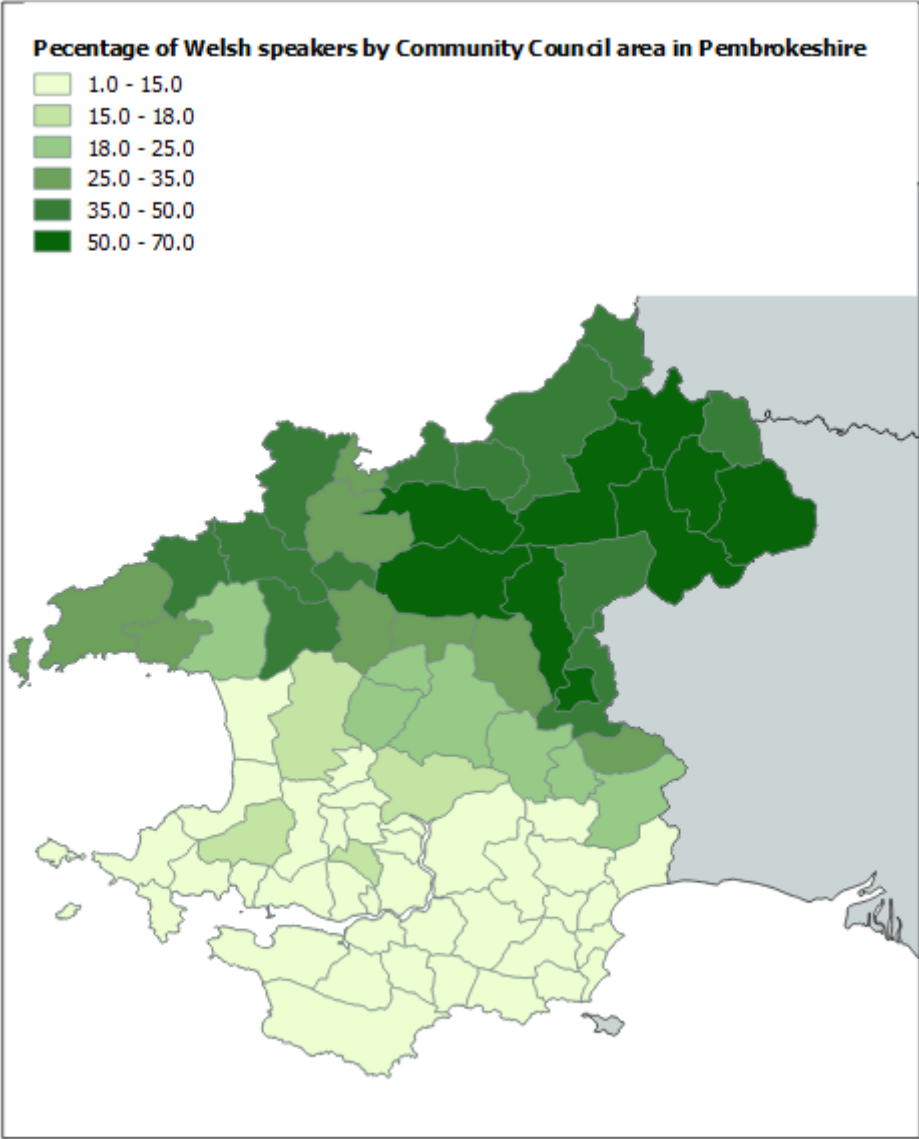 Pecentage of Welsh speakers by Community Council area in Pembrokeshire
1.0 - 15.0
15.0 - 18.0
18.0 - 25.0
25.0 - 35.0
35.0 - 50.0
50.0 - 70.0